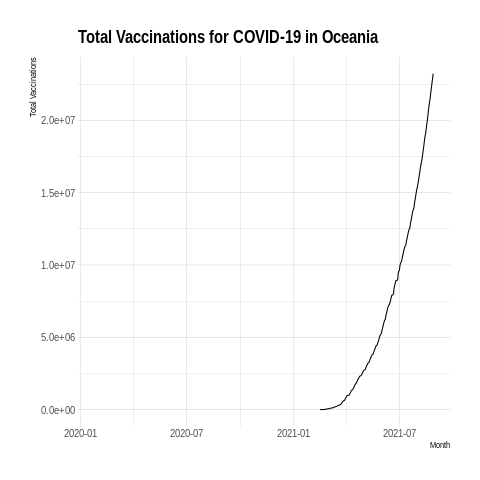 Total Vaccinations for COVID-19 in Oceania
Total Vaccinations
2.0e+07
1.5e+07
1.0e+07
5.0e+06
0.0e+00
2020-01 2020-07 2021-01 2021-07
Month